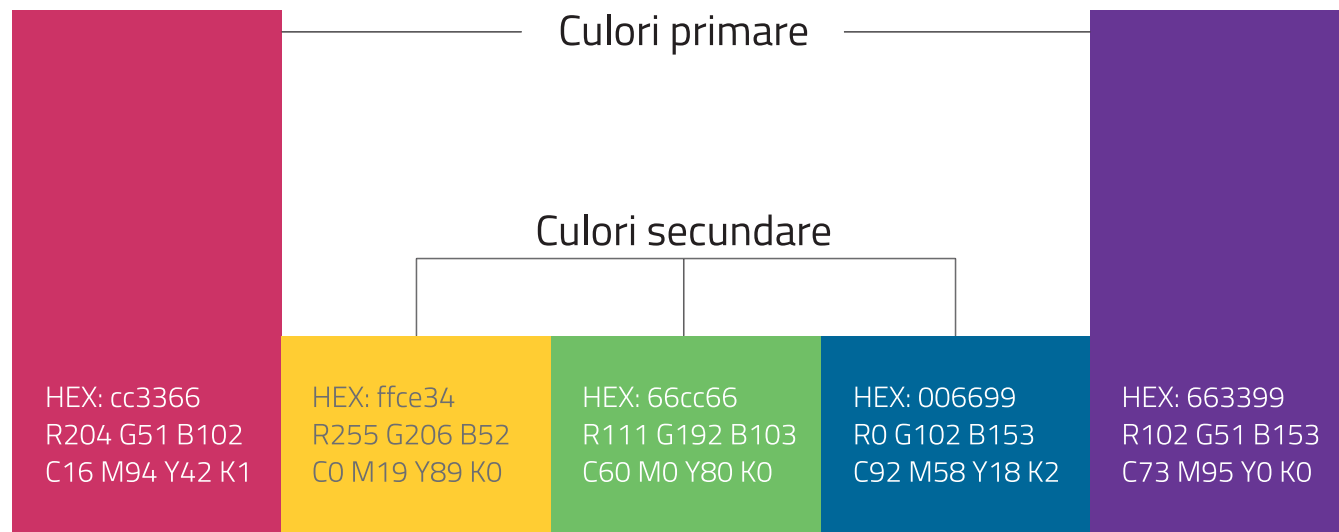 Culori primare
Culori secundare
HEX: cc3366
R204 G51 B102
C16 M94 Y42 K1
HEX: ffce34
R255 G206 B52
C0 M19 Y89 K0
HEX: 66cc66
R111 G192 B103
C60 M0 Y80 K0
HEX: 006699
R0 G102 B153
C92 M58 Y18 K2
HEX: 663399
R102 G51 B153
C73 M95 Y0 K0